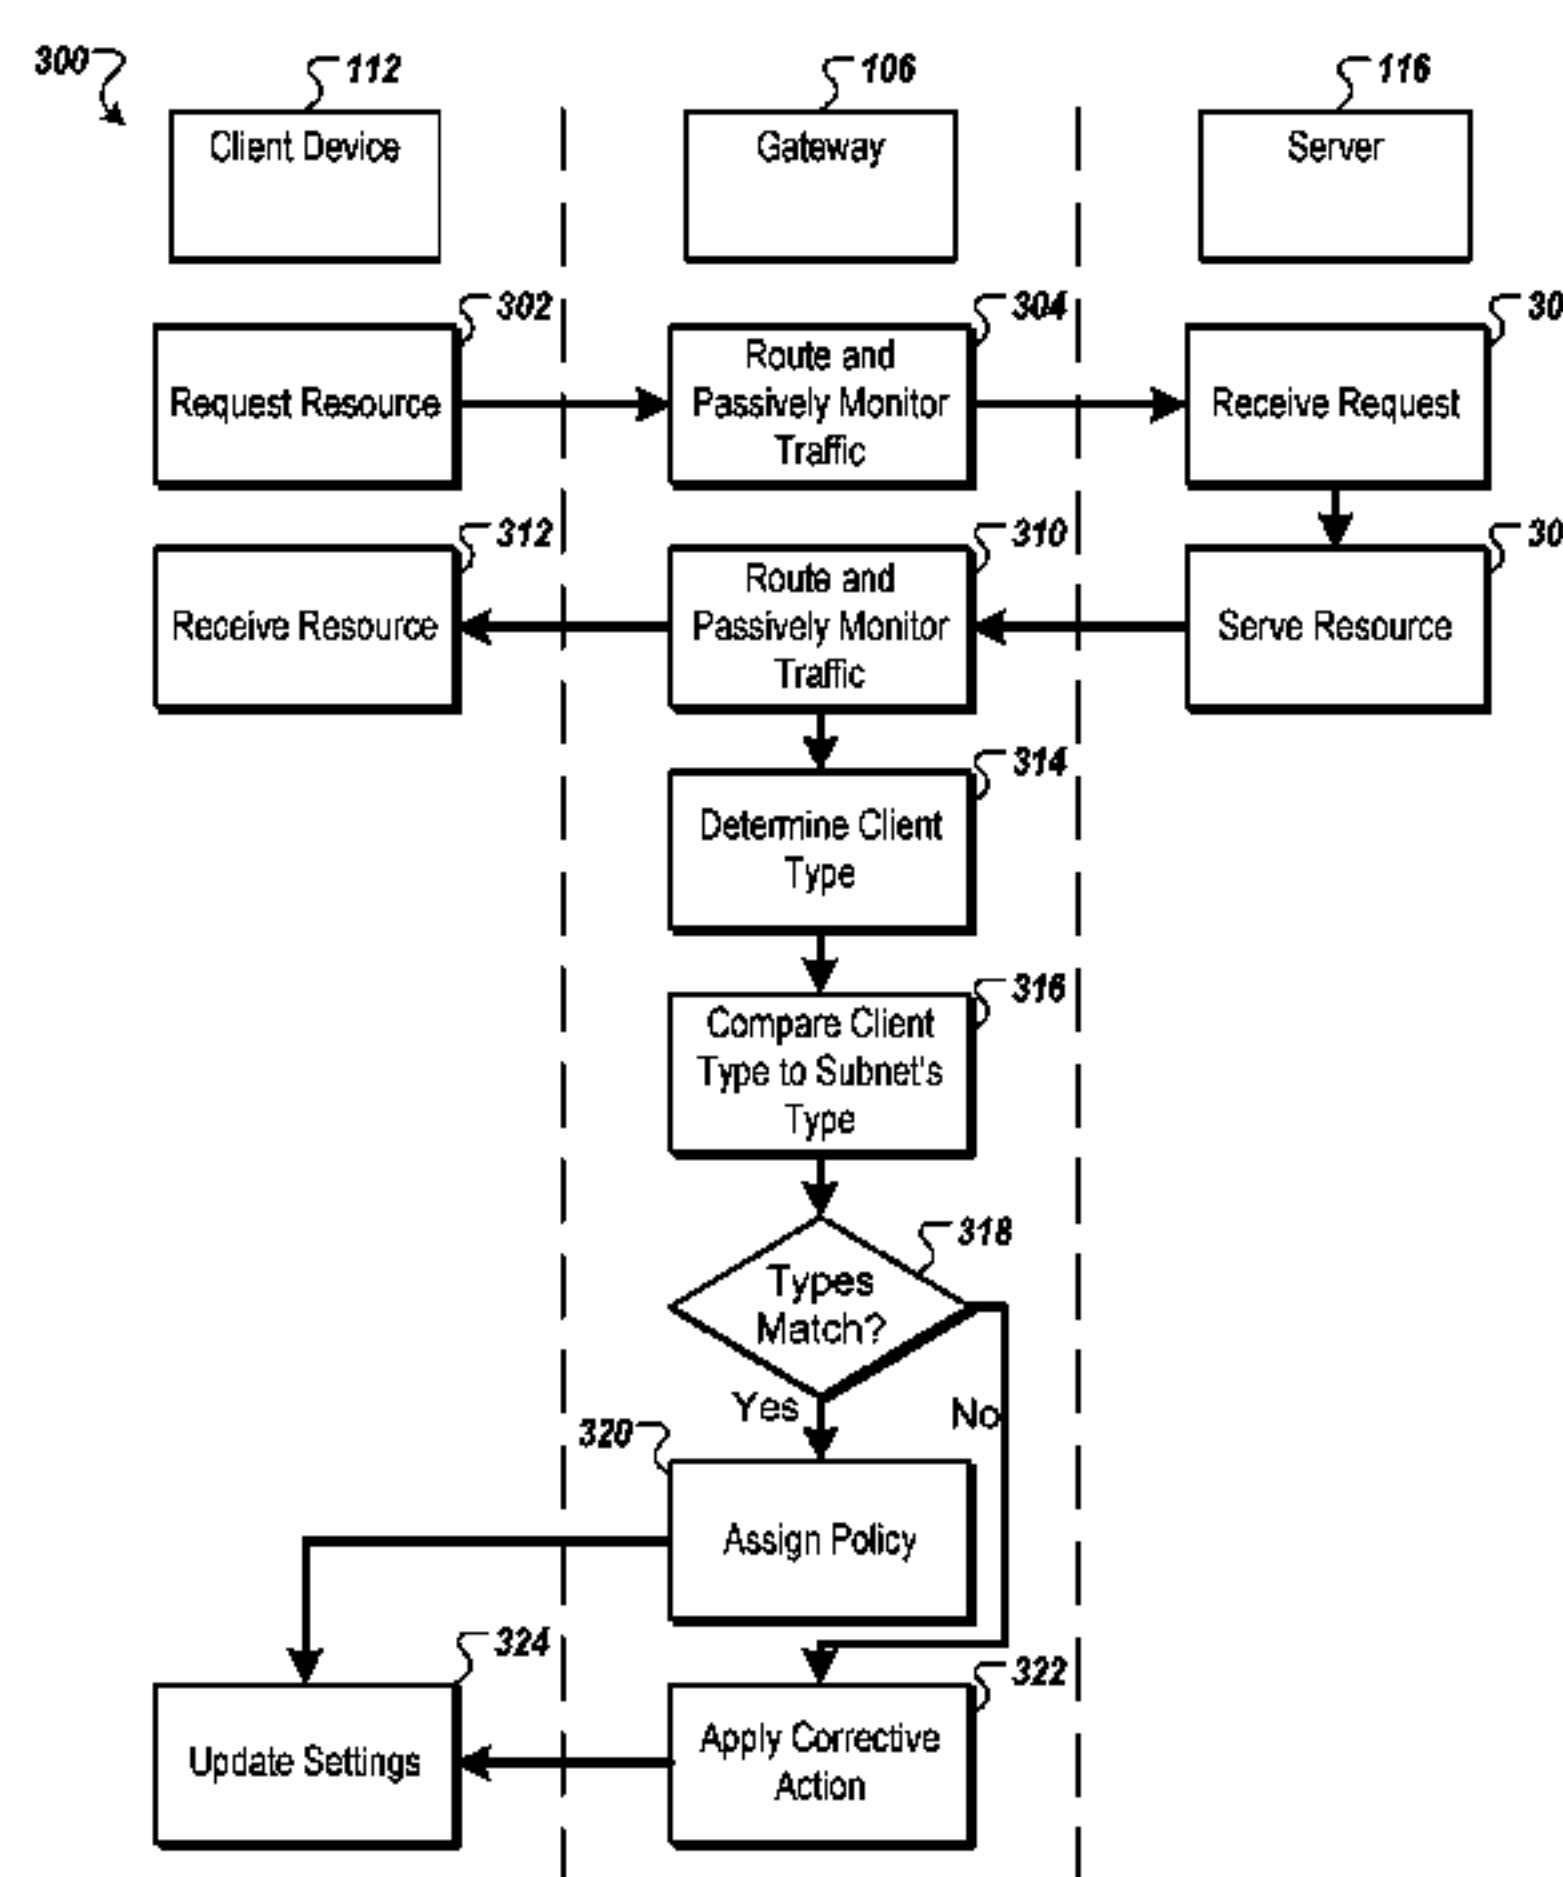 300
112
106
116
Client Device
Gateway
Server
302
304
30
Request Resource
Route and
Passively Monitor
Traffic
Receive Request
312
310
30
Receive Resource
Route and
Passively Monitor
Traffic
Serve Resource
314
Determine Client
Type
316
Compare Client
Type to Subnet's
Type
318
Types
Match?
Yes
No
320
Assign Policy
324
322
Update Settings
Apply Corrective
Action